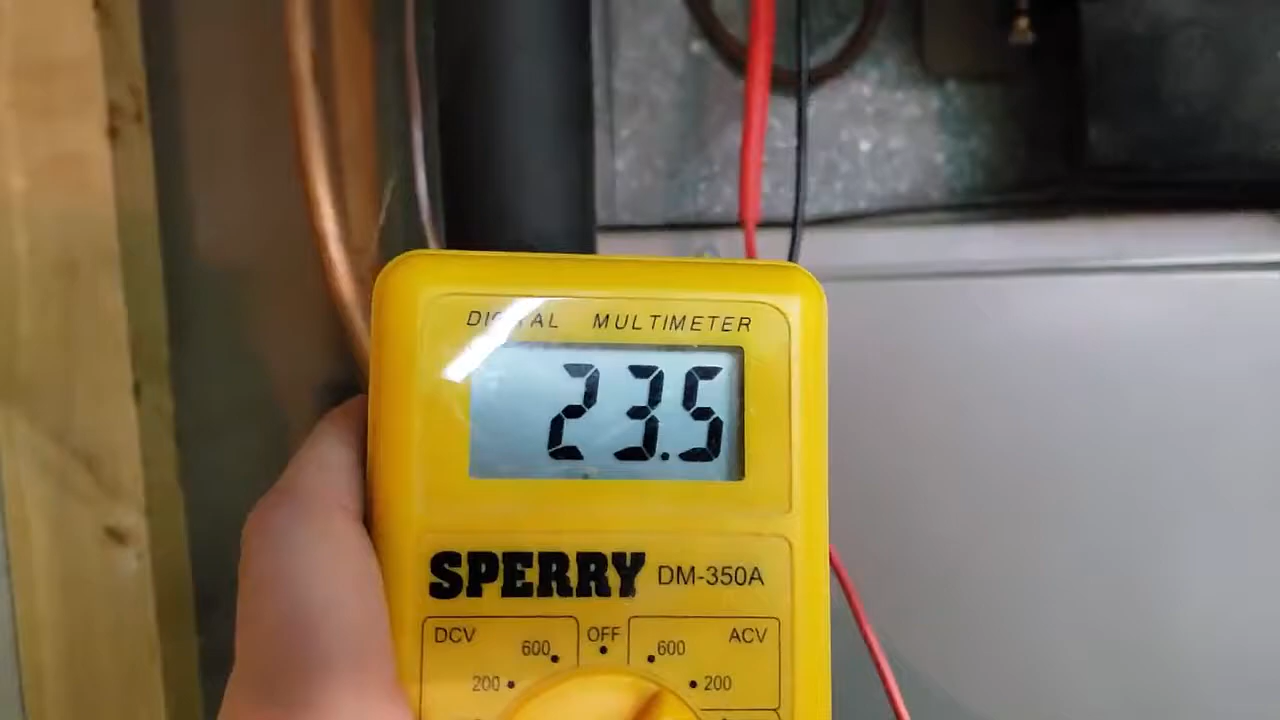 DIGITAL MULTIMETER
23.5
SPERRY DM-350A
DCV OFF ACV
600 600
200 200